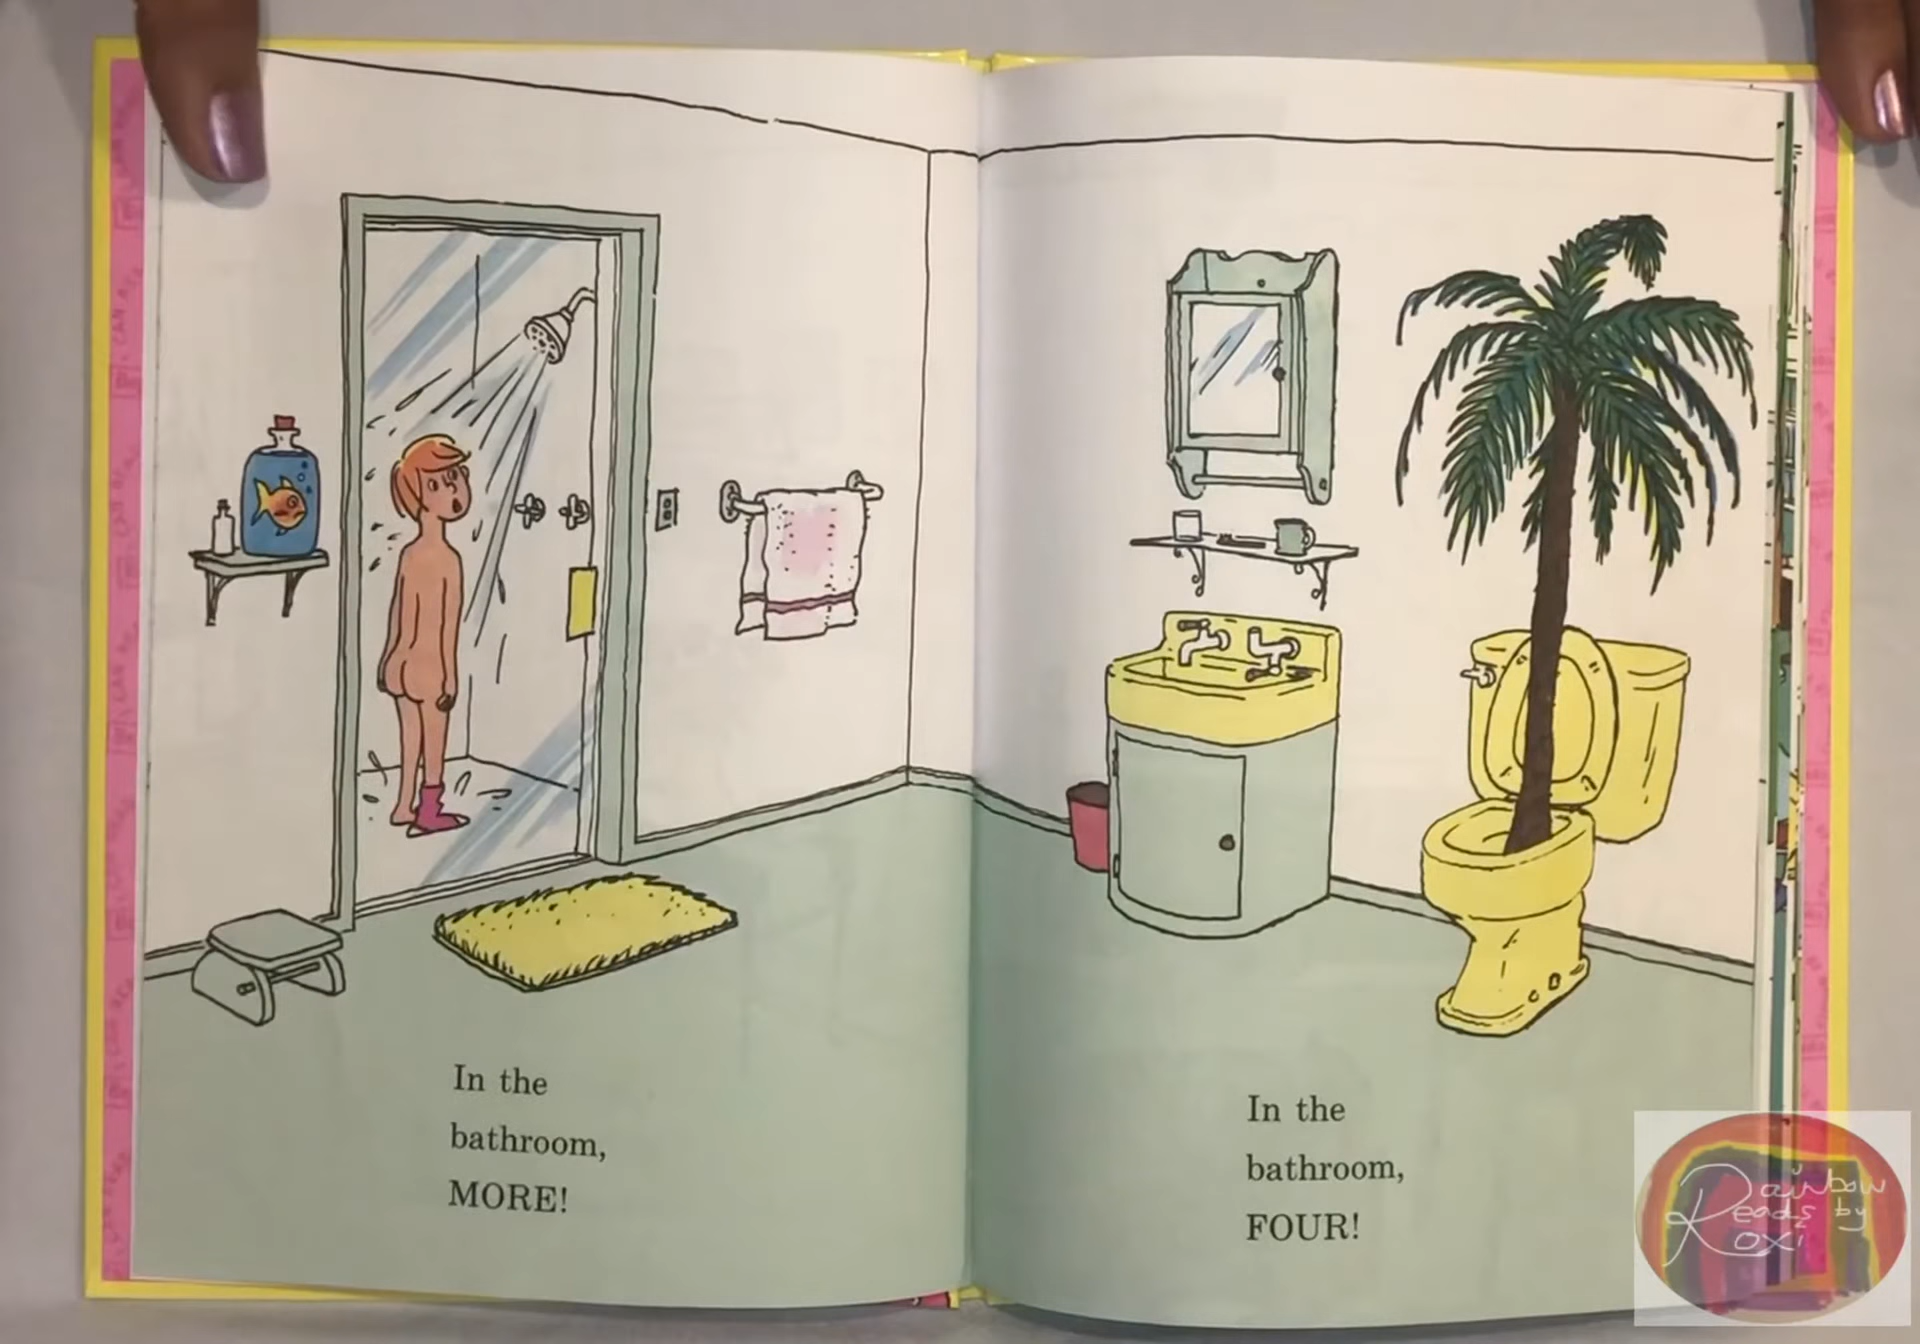 In the
bathroom,
MORE!
In the
bathroom,
FOUR!
Rainbow
Reads by
Roxi